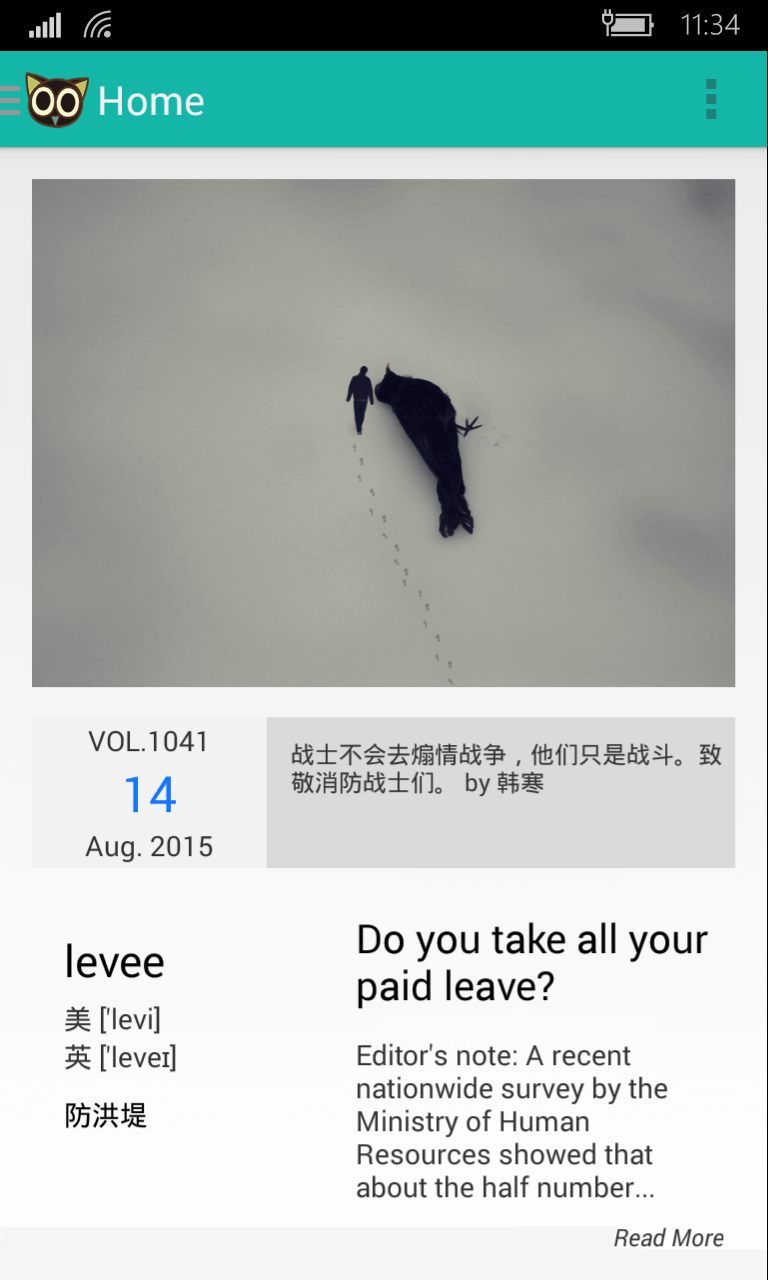 11:34
Home
VOL.1041
14
Aug. 2015
战士不会去煽情战争，他们只是战斗。致
敬消防战士们。 by 韩寒
levee
美 ['levi]
英 ['leveɪ]
防洪堤
Do you take all your
paid leave?
Editor's note: A recent
nationwide survey by the
Ministry of Human
Resources showed that
about the half number...
Read More